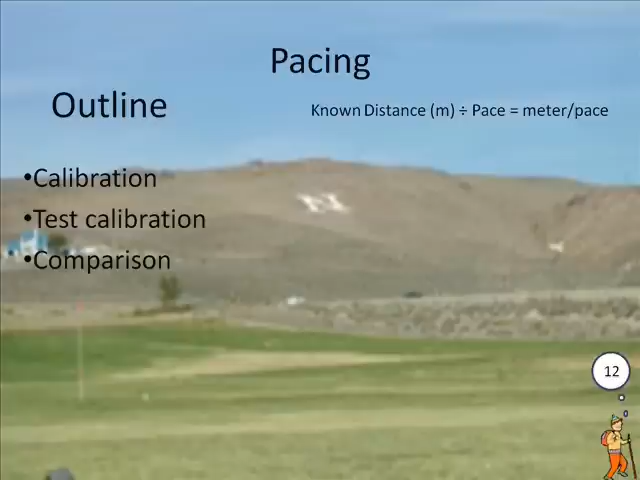 Pacing
Outline
Known Distance (m) ÷ Pace = meter/pace
•Calibration
•Test calibration
•Comparison
12